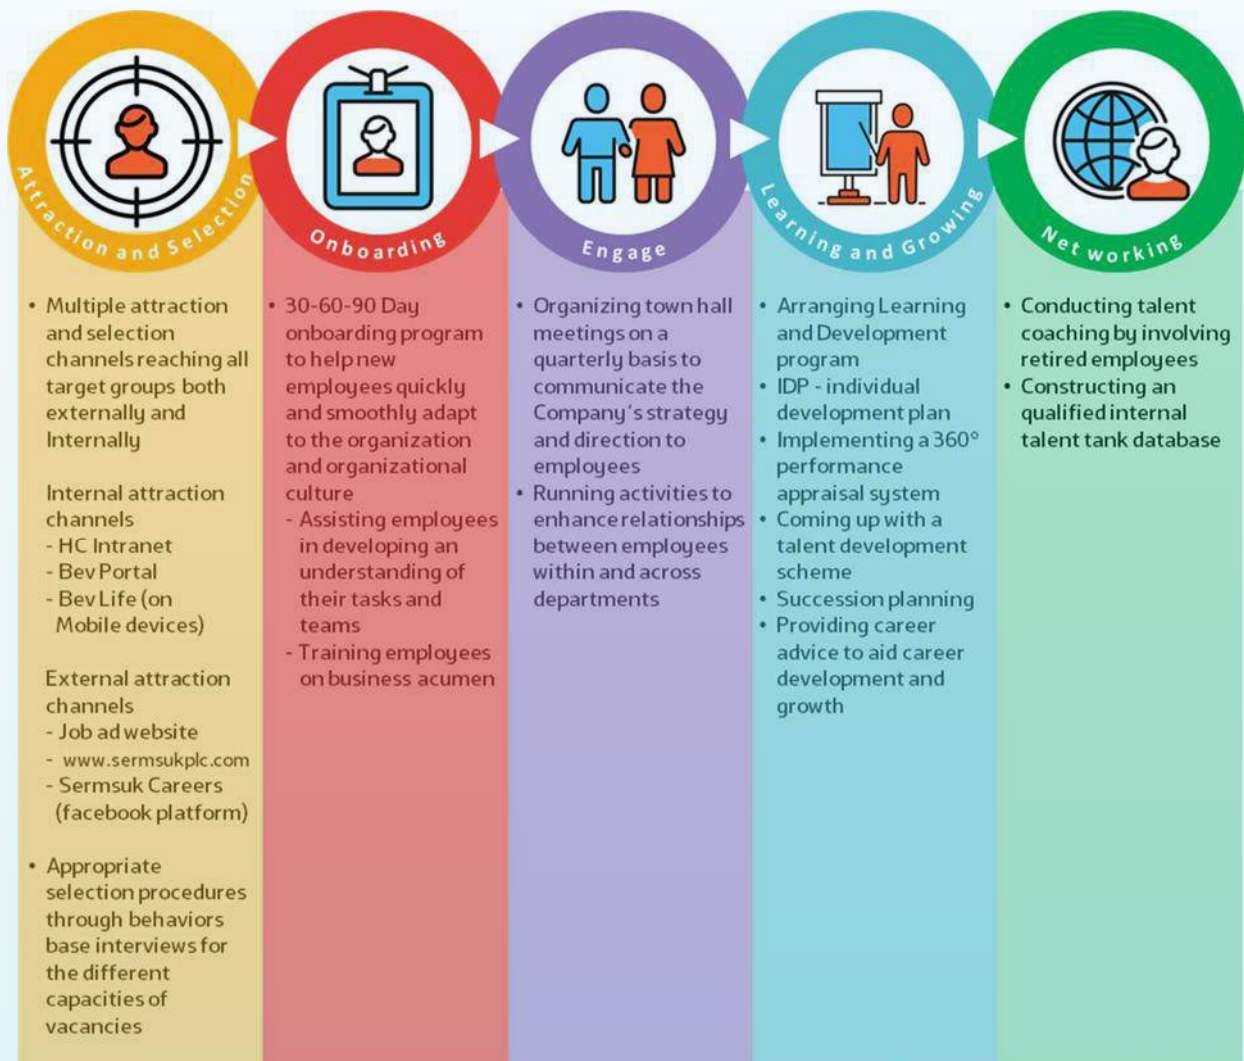 Attraction and Selection
• Multiple attraction
and selection
channels reaching all
target groups both
externally and
Internally
Internal attraction
channels
- HC Intranet
- Bev Portal
- Bev Life (on
Mobile devices)
External attraction
channels
- Job ad website
- www.sermsukplc.com
- Sermsuk Careers
(facebook platform)
• Appropriate
selection procedures
through behaviors
base interviews for
the different
capacities of
vacancies
Onboarding
• 30-60-90 Day
onboarding program
to help new
employees quickly
and smoothly adapt
to the organization
and organizational
culture
- Assisting employees
in developing an
understanding of
their tasks and
teams
- Training employees
on business acumen
Engage
• Organizing town hall
meetings on a
quarterly basis to
communicate the
Company's strategy
and direction to
employees
• Running activities to
enhance relationships
between employees
within and across
departments
Learning and Growing
• Arranging Learning
and Development
program
• IDP - individual
development plan
• Implementing a 360°
performance
appraisal system
• Coming up with a
talent development
scheme
• Succession planning
• Providing career
advice to aid career
development and
growth
Net working
• Conducting talent
coaching by involving
retired employees
• Constructing an
qualified internal
talent tank database